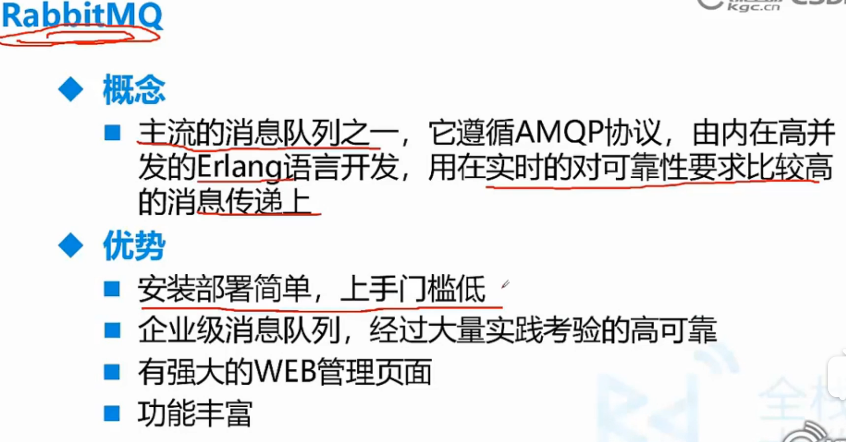 RabbitMQ
kgc.cn
概念
主流的消息队列之一，它遵循AMQP协议，由内在高并
发的Erlang语言开发，用在实时的对可靠性要求比较高
的消息传递上
优势
安装部署简单，上手门槛低
企业级消息队列，经过大量实践考验的高可靠
有强大的WEB管理页面
功能丰富
全栈